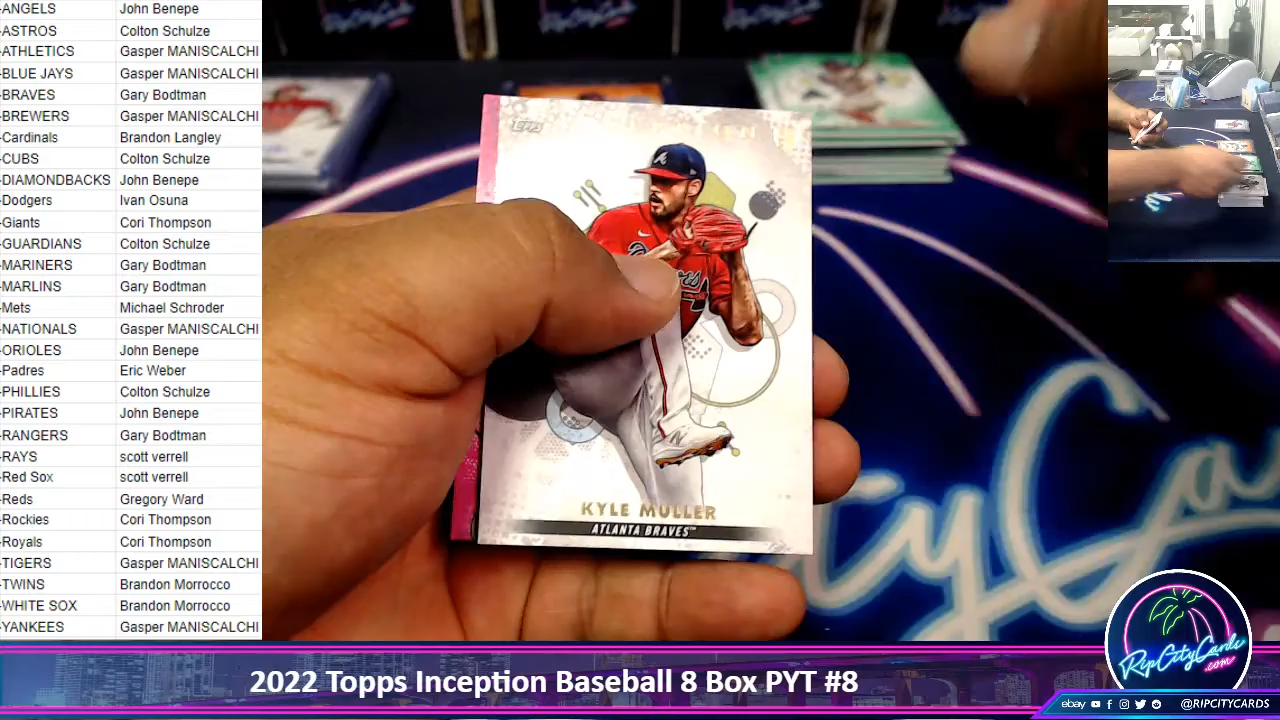 -ANGELS John Benepe
-ASTROS Colton Schulze
-ATHLETICS Gasper MANISCALCHI
-BLUE JAYS Gasper MANISCALCHI
-BRAVES Gary Bodtman
-BREWERS Gasper MANISCALCHI
-Cardinals Brandon Langley
-CUBS Colton Schulze
-DIAMONDBACKS John Benepe
-Dodgers Ivan Osuna
-Giants Cori Thompson
-GUARDIANS Colton Schulze
-MARINERS Gary Bodtman
-MARLINS Gary Bodtman
-Mets Michael Schroder
-NATIONALS Gasper MANISCALCHI
-ORIOLES John Benepe
-Padres Eric Weber
-PHILLIES Colton Schulze
-PIRATES John Benepe
-RANGERS Gary Bodtman
-RAYS scott verrell
-Red Sox scott verrell
-Reds Gregory Ward
-Rockies Cori Thompson
-Royals Cori Thompson
-TIGERS Gasper MANISCALCHI
-TWINS Brandon Morrocco
-WHITE SOX Brandon Morrocco
-YANKEES Gasper MANISCALCHI
Topps
KYLE MULLER
ATLANTA BRAVES™
2022 Topps Inception Baseball 8 Box PYT #8
RipCityCards
.com
ebay @RIPCITYCARDS